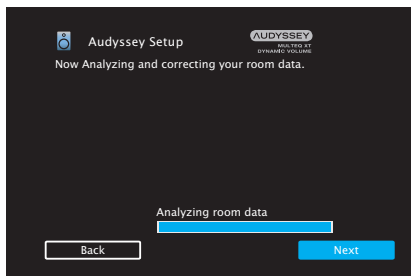 Audyssey Setup
AUDYSSEY
MULTEQ XT
DYNAMIC VOLUME
Now Analyzing and correcting your room data.
Analyzing room data
Back
Next